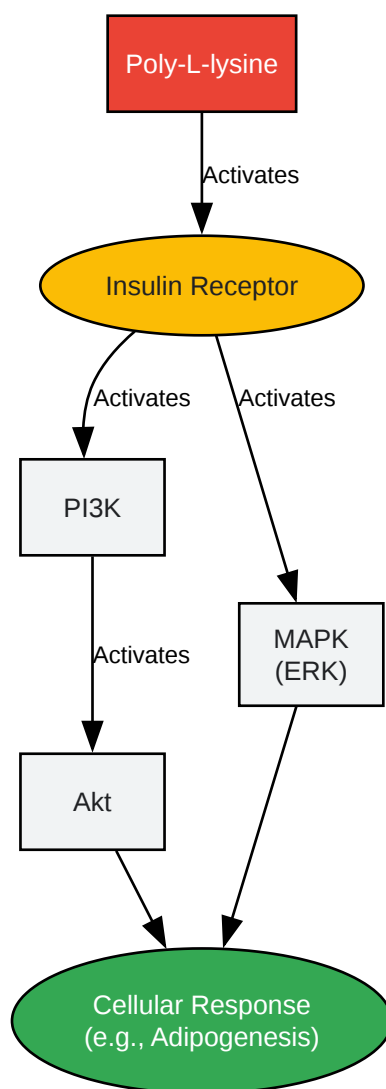 Poly-L-lysine
Activates
Insulin Receptor
Activates
Activates
PI3K
MAPK
(ERK)
Activates
Akt
Cellular Response
(e.g., Adipogenesis)